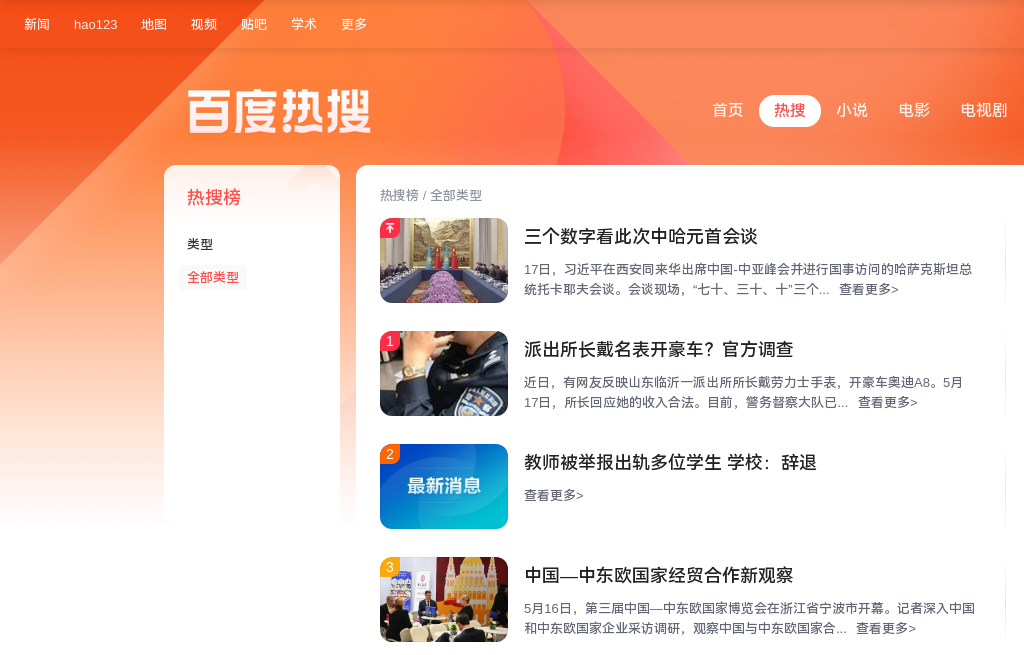 新闻 hao123 地图 视频 贴吧 学术 更多
百度热搜
首页 热搜 小说 电影 电视剧
热搜榜
类型
全部类型
热搜榜 / 全部类型
三个数字看此次中哈元首会谈
17日，习近平在西安同来华出席中国-中亚峰会并进行国事访问的哈萨克斯坦总
统托卡耶夫会谈。会谈现场，“七十、三十、十”三个... 查看更多>
1
派出所长戴名表开豪车？官方调查
近日，有网友反映山东临沂一派出所所长戴劳力士手表，开豪车奥迪A8。5月
17日，所长回应她的收入合法。目前，警务督察大队已... 查看更多>
2
最新消息
教师被举报出轨多位学生 学校：辞退
查看更多>
3
中国—中东欧国家经贸合作新观察
5月16日，第三届中国—中东欧国家博览会在浙江省宁波市开幕。记者深入中国
和中东欧国家企业采访调研，观察中国与中东欧国家合... 查看更多>